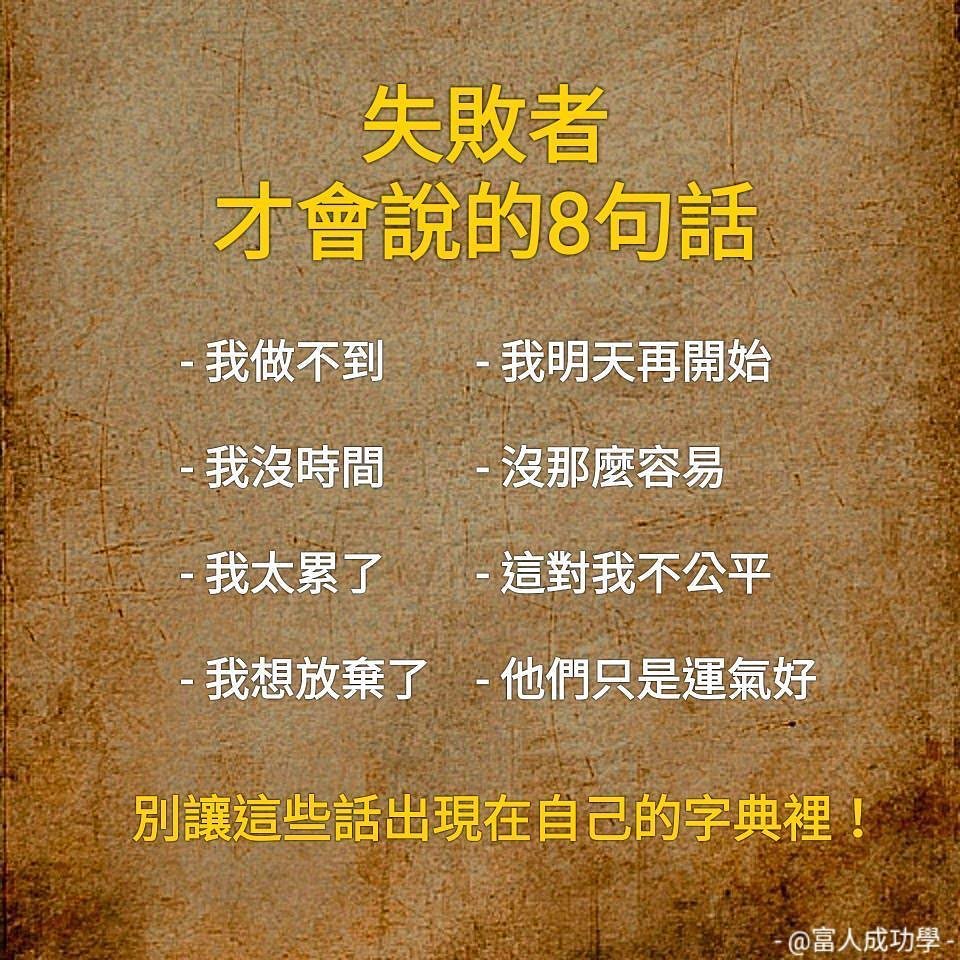 失敗者
才會說的8句話
- 我做不到
- 我沒時間
- 我太累了
- 我想放棄了
- 我明天再開始
- 沒那麼容易
- 這對我不公平
- 他們只是運氣好
別讓這些話出現在自己的字典裡！
- @富人成功學 -